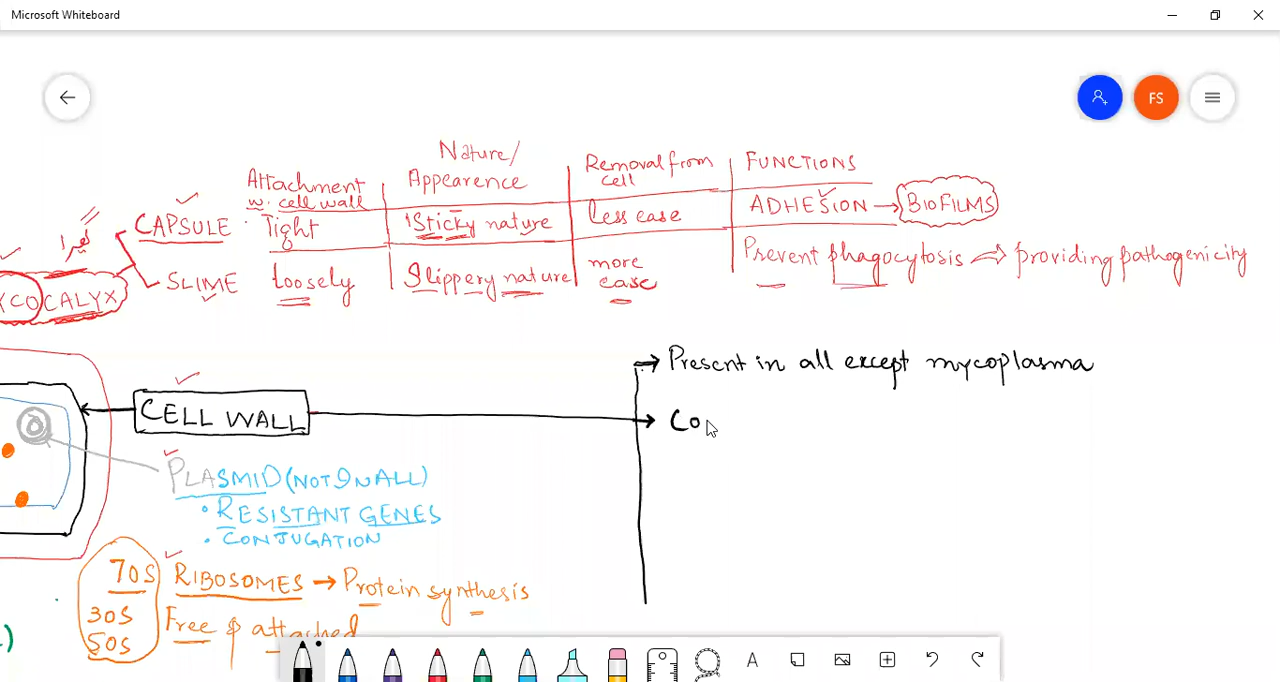 Microsoft Whiteboard
FS
Attachment w. cell wall
Nature/ Appearence
Removal from cell
FUNCTIONS
CAPSULE
Tight
Sticky nature
less ease
ADHESION → BIOFILMS
SLIME
loosely
Slippery nature
more ease
Prevent phagocytosis ⇒ providing pathogenicity
YCOCALYX
→ Present in all except mycoplasma
CELL WALL
→ Co
PLASMID (NOT IN ALL)
• RESISTANT GENES
• CONJUGATION
70S
RIBOSOMES → Protein synthesis
30S
Free & attached
50S
A